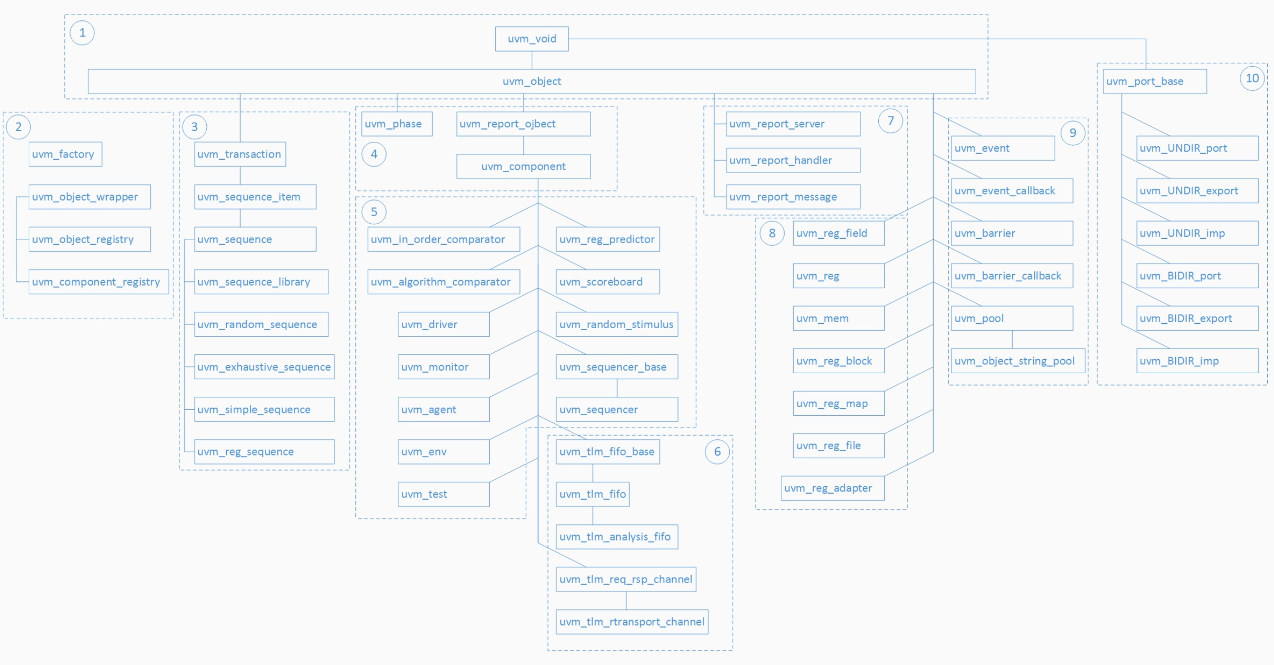 1
uvm_void
uvm_object
2
uvm_factory
uvm_object_wrapper
uvm_object_registry
uvm_component_registry
3
uvm_transaction
uvm_sequence_item
uvm_sequence
uvm_sequence_library
uvm_random_sequence
uvm_exhaustive_sequence
uvm_simple_sequence
uvm_reg_sequence
uvm_phase
uvm_report_ojbect
4
uvm_component
5
uvm_in_order_comparator
uvm_algorithm_comparator
uvm_driver
uvm_monitor
uvm_agent
uvm_env
uvm_test
uvm_reg_predictor
uvm_scoreboard
uvm_random_stimulus
uvm_sequencer_base
uvm_sequencer
6
uvm_tlm_fifo_base
uvm_tlm_fifo
uvm_tlm_analysis_fifo
uvm_tlm_req_rsp_channel
uvm_tlm_rtransport_channel
7
uvm_report_server
uvm_report_handler
uvm_report_message
8
uvm_reg_field
uvm_reg
uvm_mem
uvm_reg_block
uvm_reg_map
uvm_reg_file
uvm_reg_adapter
9
uvm_event
uvm_event_callback
uvm_barrier
uvm_barrier_callback
uvm_pool
uvm_object_string_pool
10
uvm_port_base
uvm_UNDIR_port
uvm_UNDIR_export
uvm_UNDIR_imp
uvm_BIDIR_port
uvm_BIDIR_export
uvm_BIDIR_imp